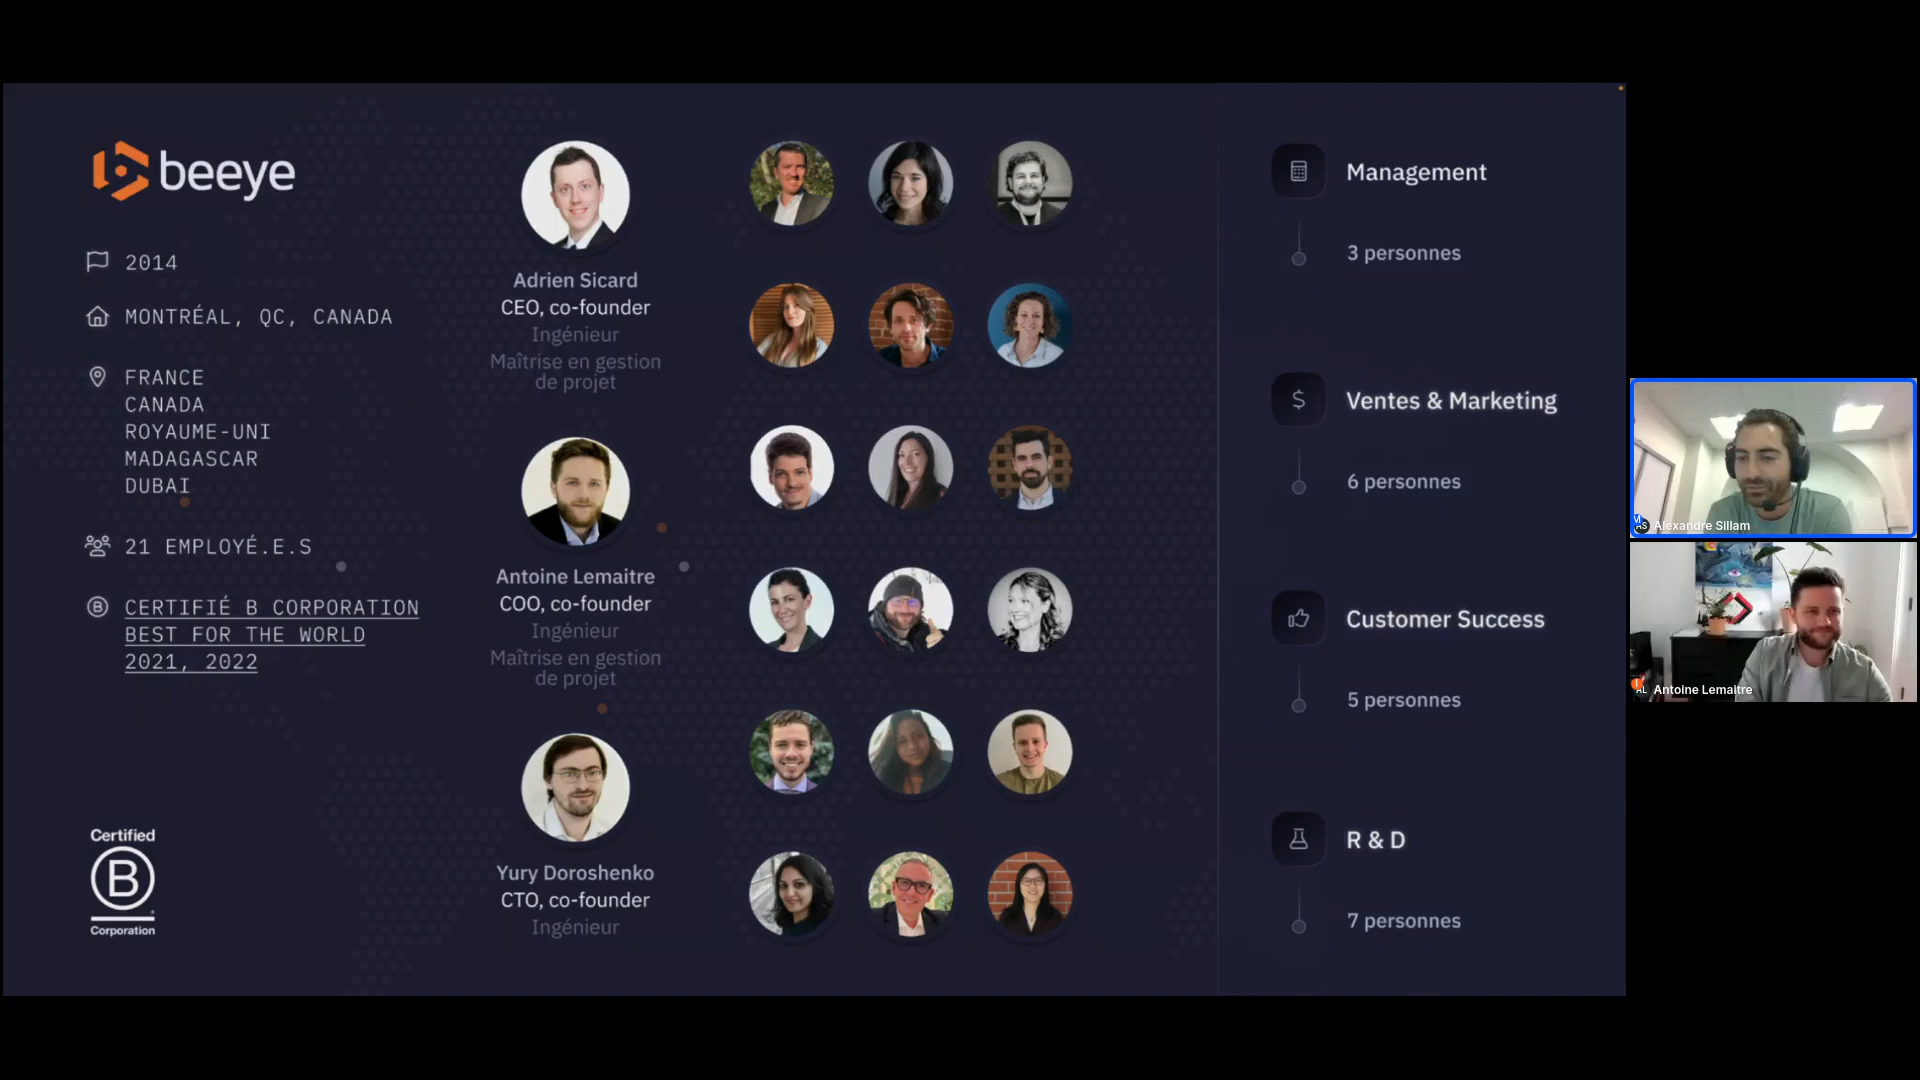 beeye
2014
MONTRÉAL, QC, CANADA
FRANCE
CANADA
ROYAUME-UNI
MADAGASCAR
DUBAI
21 EMPLOYÉ.E.S
CERTIFIÉ B CORPORATION
BEST FOR THE WORLD
2021, 2022
Certified
B
Corporation
Adrien Sicard
CEO, co-founder
Ingénieur
Maîtrise en gestion
de projet
Antoine Lemaitre
COO, co-founder
Ingénieur
Maîtrise en gestion
de projet
Yury Doroshenko
CTO, co-founder
Ingénieur
Management
3 personnes
Ventes & Marketing
6 personnes
Customer Success
5 personnes
R & D
7 personnes
AS Alexandre Sillam
AL Antoine Lemaitre